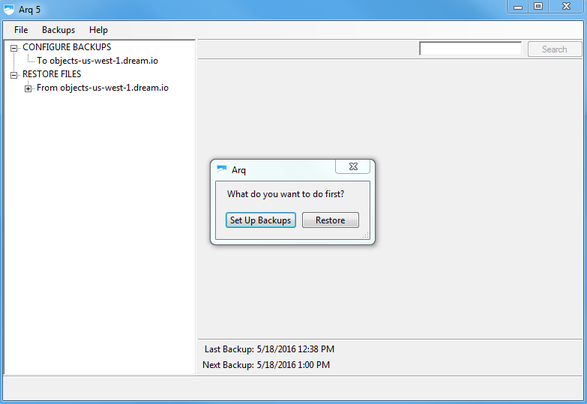 Arq 5
File Backups Help
CONFIGURE BACKUPS
To objects-us-west-1.dream.io
RESTORE FILES
From objects-us-west-1.dream.io
Search
Arq
What do you want to do first?
Set Up Backups Restore
Last Backup: 5/18/2016 12:38 PM
Next Backup: 5/18/2016 1:00 PM